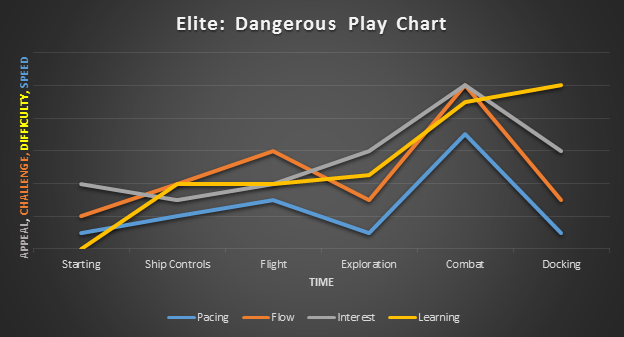 Elite: Dangerous Play Chart
APPEAL, CHALLENGE, DIFFICULTY, SPEED
Starting Ship Controls Flight Exploration Combat Docking
TIME
Pacing Flow Interest Learning